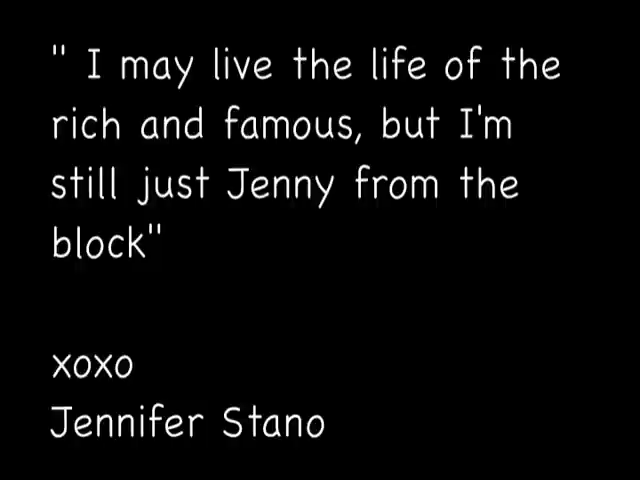 " I may live the life of the
rich and famous, but I'm
still just Jenny from the
block"
xoxo
Jennifer Stano